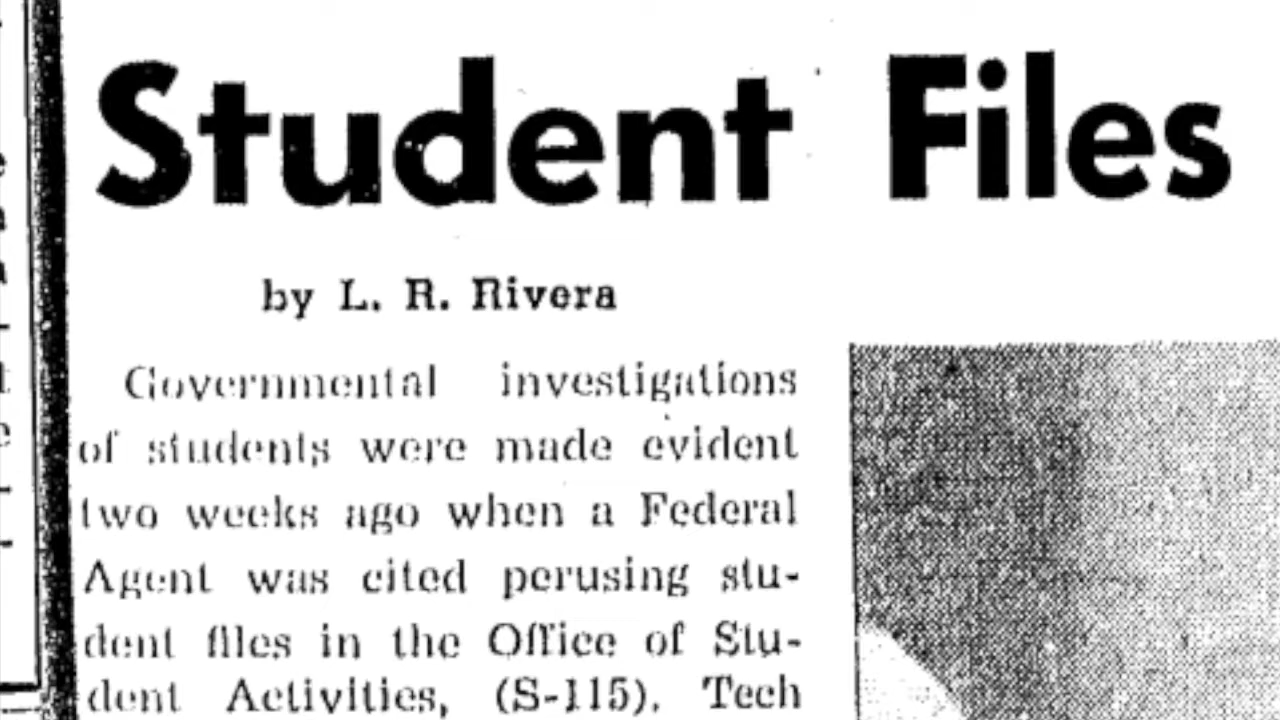 Student Files
by L. R. Rivera
Governmental investigations
of students were made evident
two weeks ago when a Federal
Agent was cited perusing stu-
dent files in the Office of Stu-
dent Activities, (S-115), Tech